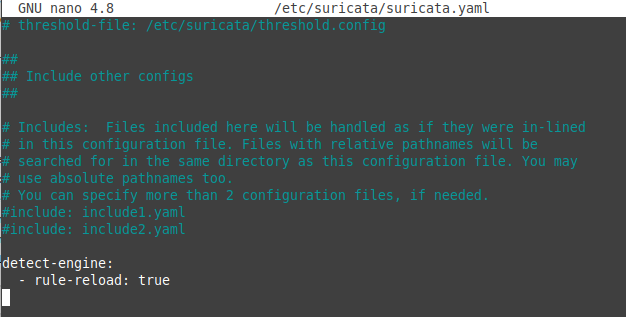 GNU nano 4.8 /etc/suricata/suricata.yaml
# threshold-file: /etc/suricata/threshold.config
##
## Include other configs
##
# Includes:  Files included here will be handled as if they were in-lined
# in this configuration file. Files with relative pathnames will be
# searched for in the same directory as this configuration file. You may
# use absolute pathnames too.
# You can specify more than 2 configuration files, if needed.
#include: include1.yaml
#include: include2.yaml
detect-engine:
  - rule-reload: true